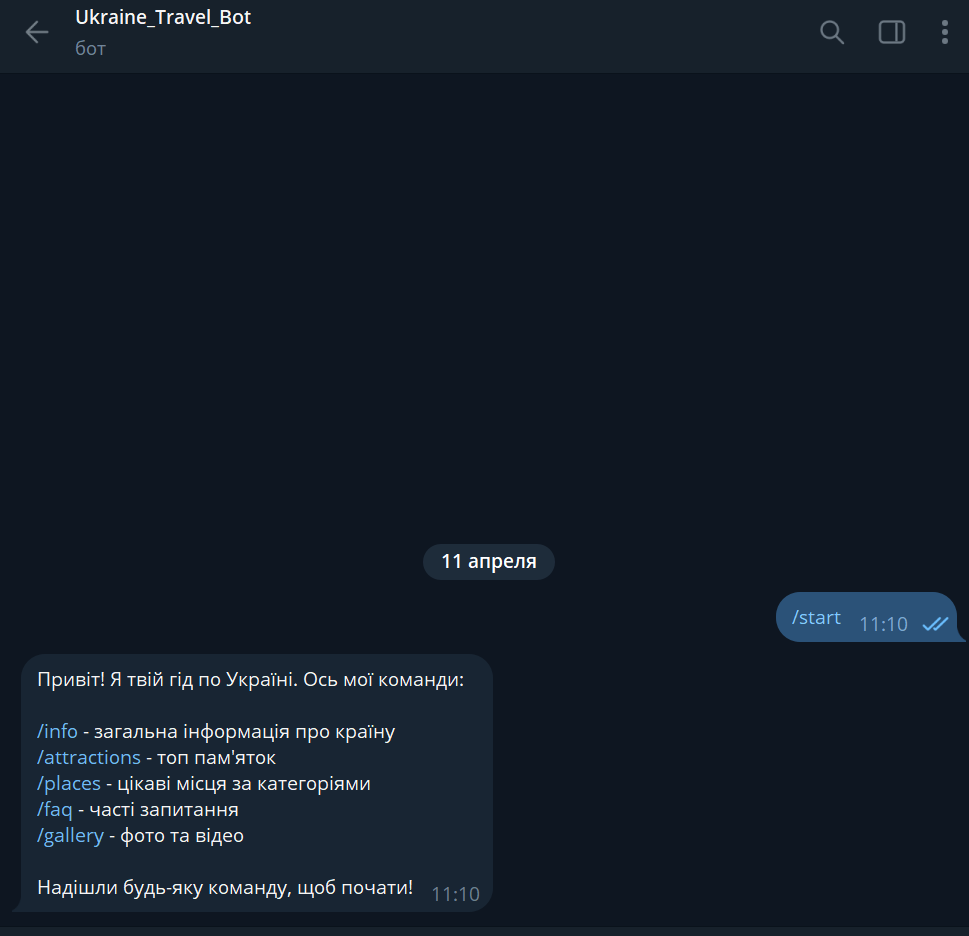 Ukraine_Travel_Bot
бот
11 апреля
/start 11:10
Привіт! Я твій гід по Україні. Ось мої команди:
/info - загальна інформація про країну
/attractions - топ пам'яток
/places - цікаві місця за категоріями
/faq - часті запитання
/gallery - фото та відео
Надішли будь-яку команду, щоб почати! 11:10